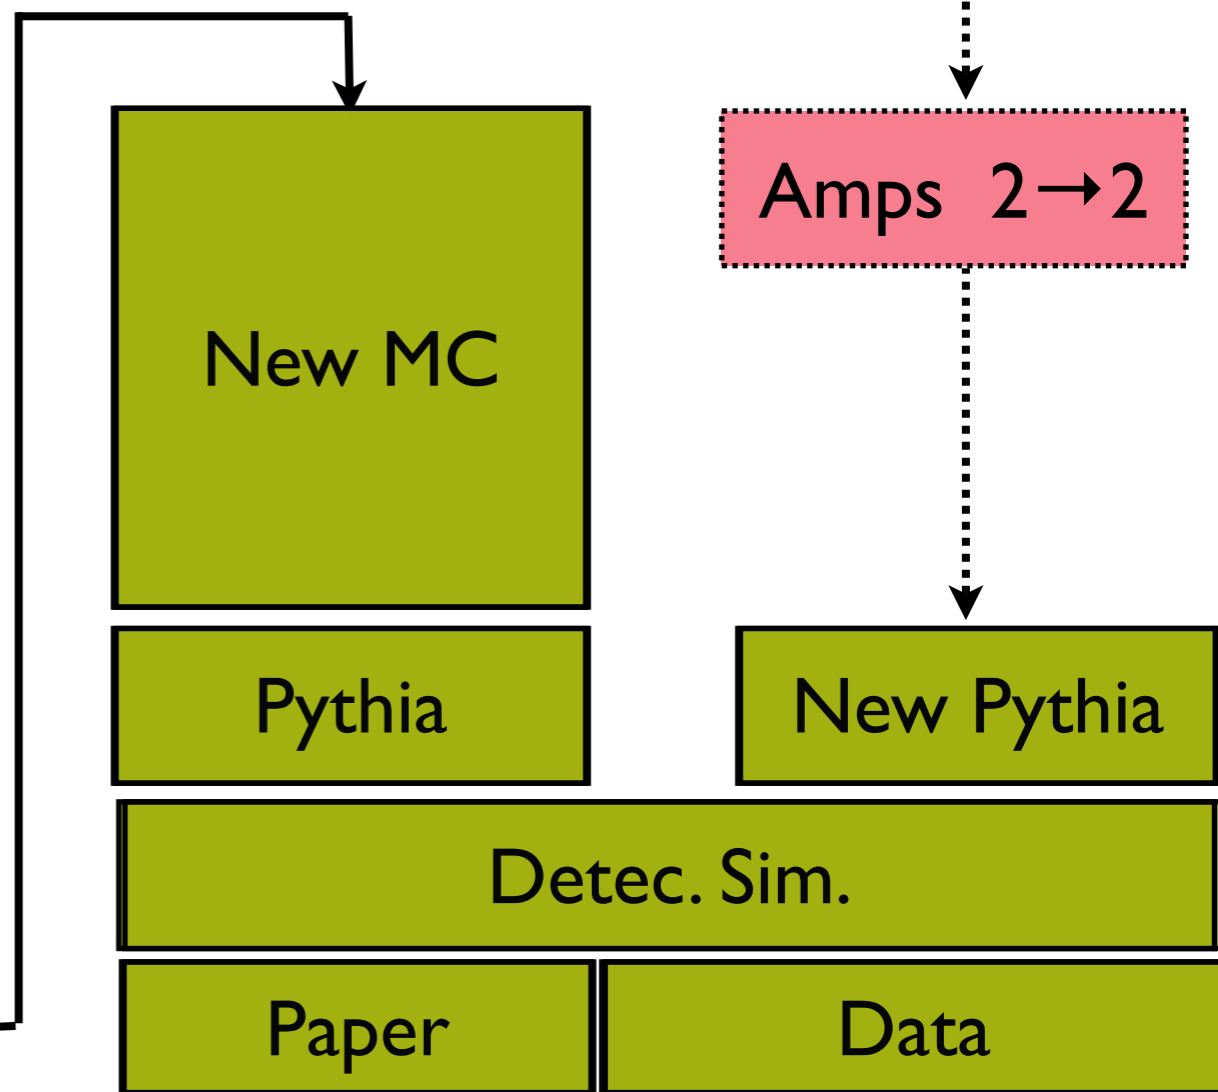 Amps 2→2
New MC
Pythia
New Pythia
Detec. Sim.
Paper
Data